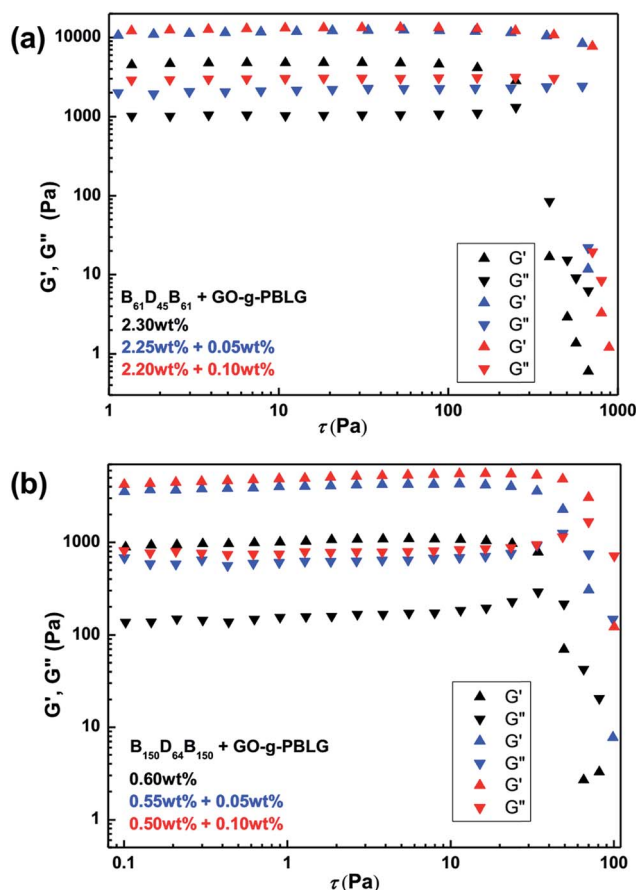 (a)
10000
1000
100
10
1
G', G" (Pa)
B61D45B61 + GO-g-PBLG
2.30wt%
2.25wt% + 0.05wt%
2.20wt% + 0.10wt%
G'
G"
G'
G"
G'
G"
1 10 100 1000
τ(Pa)
(b)
1000
100
10
1
G', G" (Pa)
B150D64B150 + GO-g-PBLG
0.60wt%
0.55wt% + 0.05wt%
0.50wt% + 0.10wt%
G'
G"
G'
G"
G'
G"
0.1 1 10 100
τ(Pa)